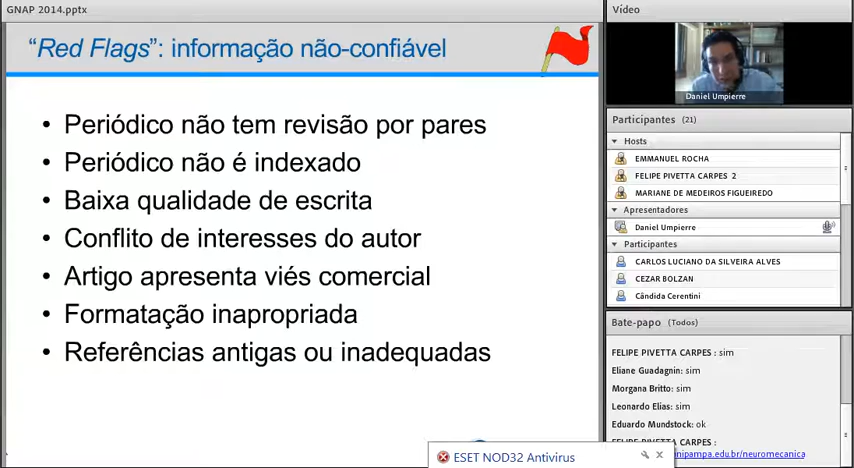 GNAP 2014.pptx
“Red Flags”: informação não-confiável
• Periódico não tem revisão por pares
• Periódico não é indexado
• Baixa qualidade de escrita
• Conflito de interesses do autor
• Artigo apresenta viés comercial
• Formatação inapropriada
• Referências antigas ou inadequadas
Vídeo
Daniel Umpierre
Participantes (21)
Hosts
EMMANUEL ROCHA
FELIPE PIVETTA CARPES 2
MARIANE DE MEDEIROS FIGUEIREDO
Apresentadores
Daniel Umpierre
Participantes
CARLOS LUCIANO DA SILVEIRA ALVES
CEZAR BOLZAN
Cândida Cerentini
Bate-papo (Todos)
FELIPE PIVETTA CARPES : sim
Eliane Guadagnin: sim
Morgana Britto: sim
Leonardo Elias: sim
Eduardo Mundstock: ok
FELIPE PIVETTA CARPES :
nipampa.edu.br/neuromecanica
ESET NOD32 Antivirus